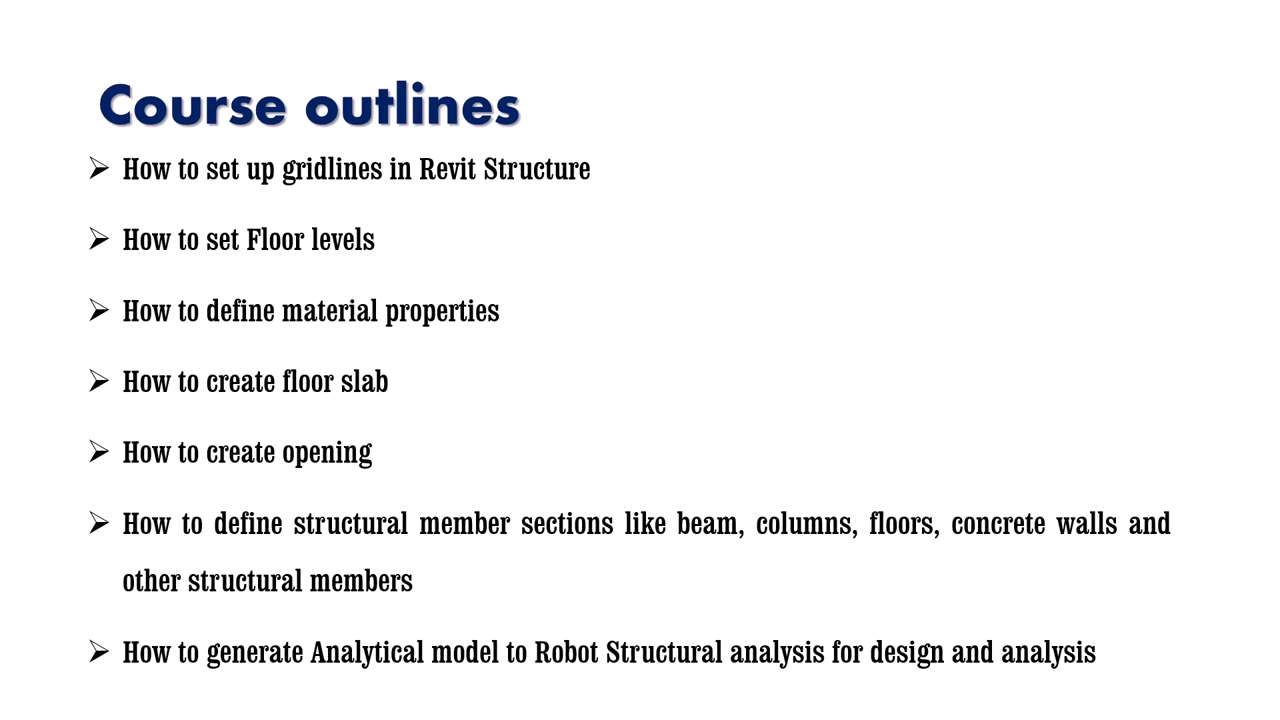 Course outlines
How to set up gridlines in Revit Structure
How to set Floor levels
How to define material properties
How to create floor slab
How to create opening
How to define structural member sections like beam, columns, floors, concrete walls and
other structural members
How to generate Analytical model to Robot Structural analysis for design and analysis